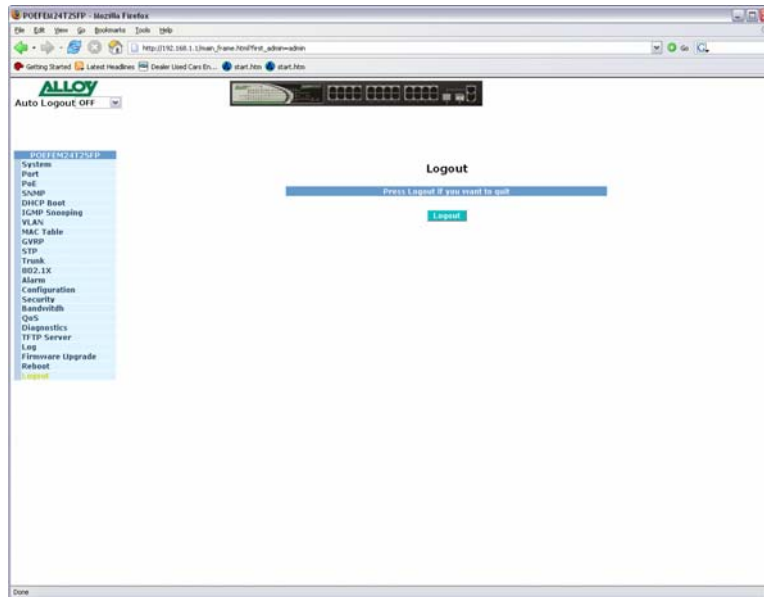 POEFEM24T2SFP - Mozilla Firefox
File Edit View Go Bookmarks Tools Help
http://192.168.1.1/main_frame.html?first_admin=admin
Go
Getting Started Latest Headlines Dealer Used Cars En... start.htm start.htm
ALLOY
Auto Logout OFF
POEFEM24T2SFP
System
Port
PoE
SNMP
DHCP Boot
IGMP Snooping
VLAN
MAC Table
GVRP
STP
Trunk
802.1X
Alarm
Configuration
Security
Bandwitdh
QoS
Diagnostics
TFTP Server
Log
Firmware Upgrade
Reboot
Logout
Logout
Press Logout if you want to quit
Logout
Done